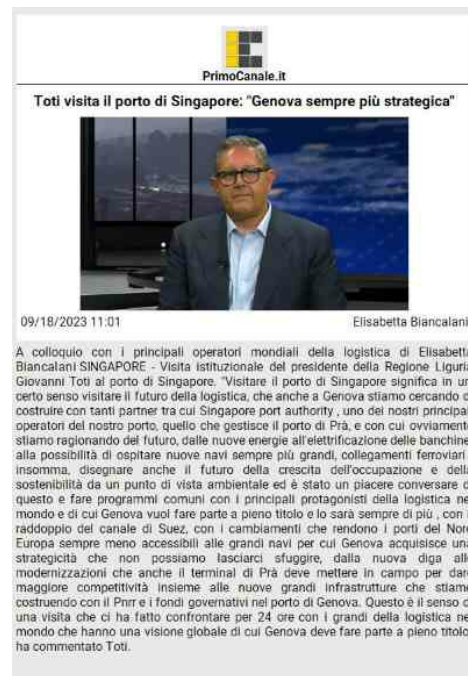 PrimoCanale.it
Toti visita il porto di Singapore: "Genova sempre più strategica"
09/18/2023 11:01
Elisabetta Biancalani
A colloquio con i principali operatori mondiali della logistica di Elisabetta
Biancalani SINGAPORE - Visita istituzionale del presidente della Regione Liguri
Giovanni Toti al porto di Singapore. "Visitare il porto di Singapore significa in un
certo senso visitare il futuro della logistica, che anche a Genova stiamo cercando d
costruire con tanti partner tra cui Singapore port authority , uno dei nostri principal
operatori del nostro porto, quello che gestisce il porto di Prà, e con cui ovviament
stiamo ragionando del futuro, dalle nuove energie all'elettrificazione delle banchine
alla possibilità di ospitare nuove navi sempre più grandi, collegamenti ferroviari
insomma, disegnare anche il futuro della crescita dell'occupazione e della
sostenibilità da un punto di vista ambientale ed è stato un piacere conversare d
questo e fare programmi comuni con i principali protagonisti della logistica ne
mondo e di cui Genova vuol fare parte a pieno titolo e lo sarà sempre di più , con i
raddoppio del canale di Suez, con i cambiamenti che rendono i porti del Nord
Europa sempre meno accessibili alle grandi navi per cui Genova acquisisce una
strategicità che non possiamo lasciarci sfuggire, dalla nuova diga all
modernizzazioni che anche il terminal di Prà deve mettere in campo per dar
maggiore competitività insieme alle nuove grandi infrastrutture che stiam
costruendo con il Pnrr e i fondi governativi nel porto di Genova. Questo è il senso d
una visita che ci ha fatto confrontare per 24 ore con i grandi della logistica ne
mondo che hanno una visione globale di cui Genova deve fare parte a pieno titolo
ha commentato Toti.